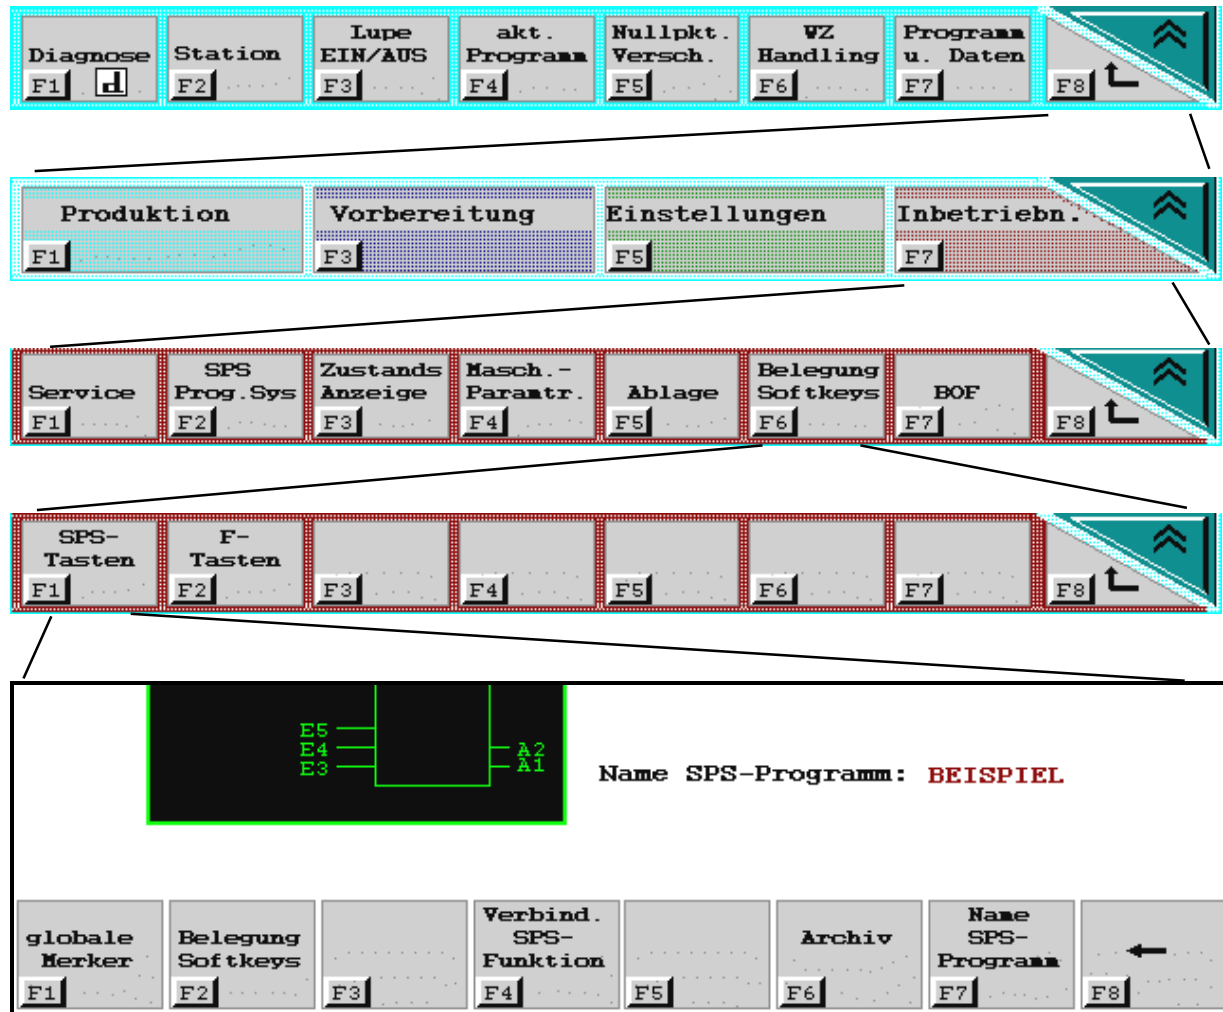 Diagnose
F1 d
Station
F2
Lupe
EIN/AUS
F3
akt.
Programm
F4
Nullpkt.
Versch.
F5
WZ
Handling
F6
Programm
u. Daten
F7
F8
Produktion
F1
Vorbereitung
F3
Einstellungen
F5
Inbetriebn.
F7
Service
F1
SPS
Prog.Sys
F2
Zustands
Anzeige
F3
Masch.-
Paramtr.
F4
Ablage
F5
Belegung
Softkeys
F6
BOF
F7
F8
SPS-
Tasten
F1
F-
Tasten
F2
F3
F4
F5
F6
F7
F8
E5
E4
E3
A2
A1
Name SPS-Programm: BEISPIEL
globale
Merker
F1
Belegung
Softkeys
F2
F3
Verbind.
SPS-
Funktion
F4
F5
Archiv
F6
Name
SPS-
Programm
F7
F8